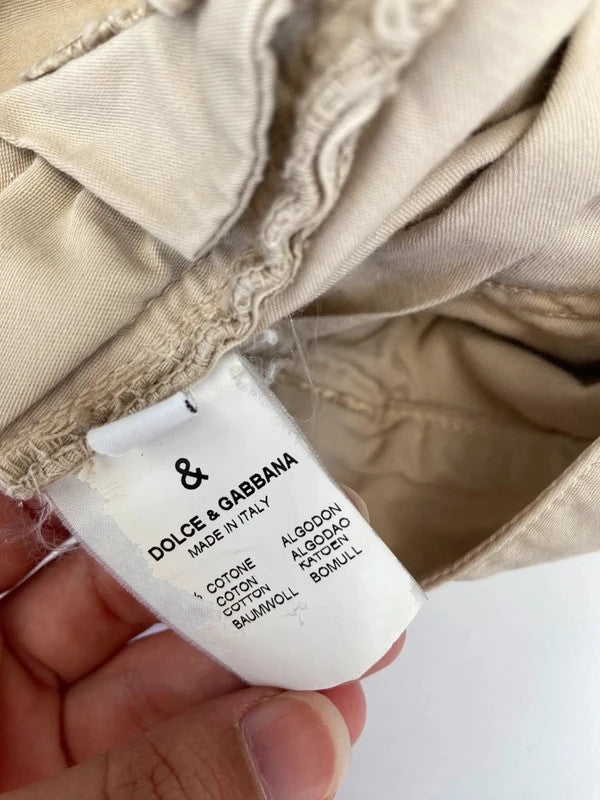 &
DOLCE & GABBANA
MADE IN ITALY
% COTONE
COTON
COTTON
BAUMWOLL
ALGODON
ALGODAO
KATOEN
BOMULL